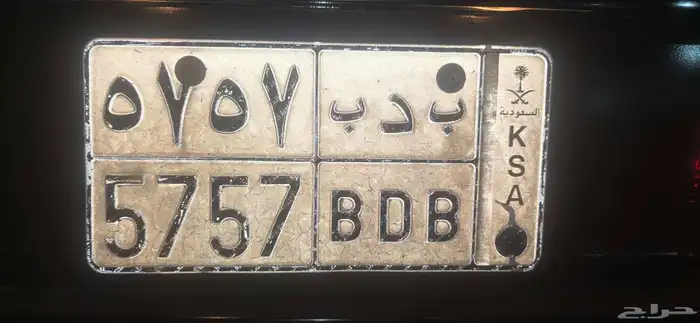 ٥٧٥٧ ب د ب
5757 BDB
السعودية
KSA
حراج